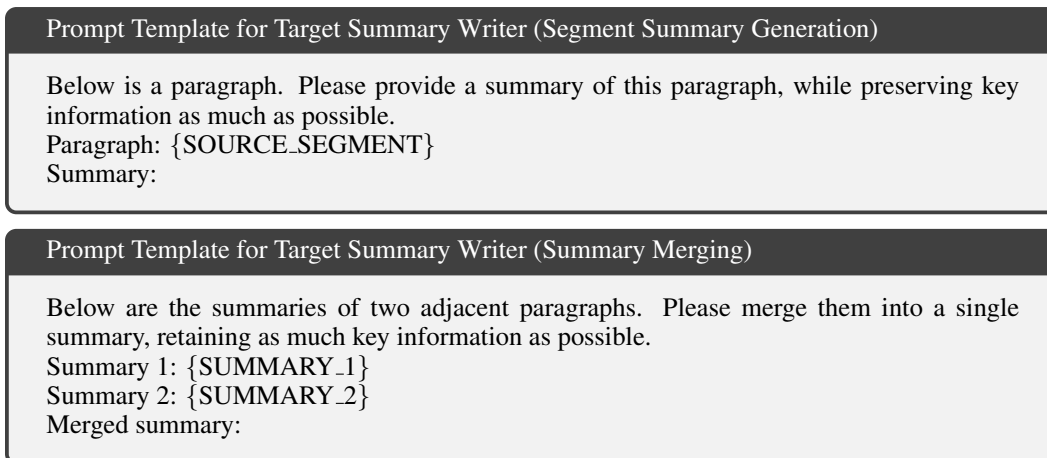 Prompt Template for Target Summary Writer (Segment Summary Generation)
Below is a paragraph. Please provide a summary of this paragraph, while preserving key
information as much as possible.
Paragraph: {SOURCE_SEGMENT}
Summary:
Prompt Template for Target Summary Writer (Summary Merging)
Below are the summaries of two adjacent paragraphs. Please merge them into a single
summary, retaining as much key information as possible.
Summary 1: {SUMMARY_1}
Summary 2: {SUMMARY_2}
Merged summary: